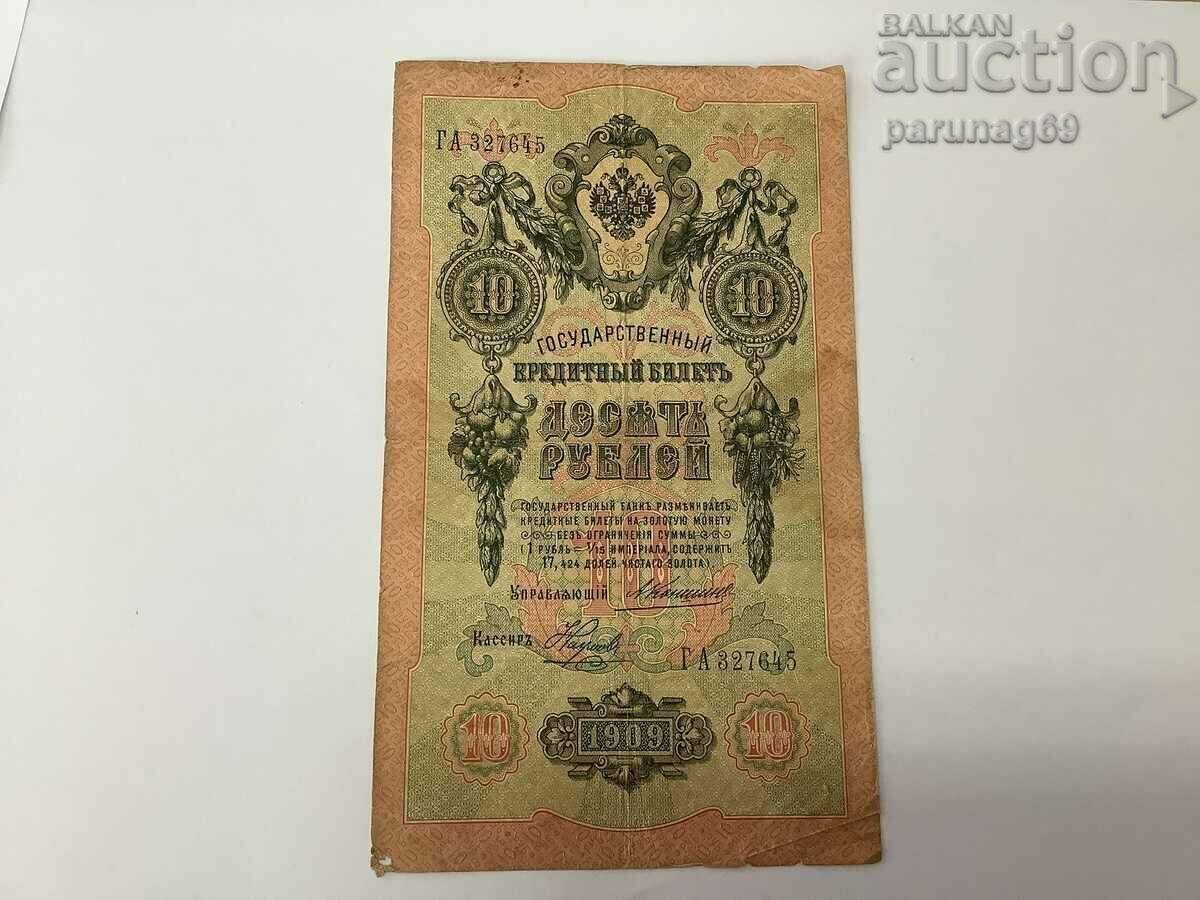 BALKAN
auction
parunag69
ГА 327645
10 10
ГОСУДАРСТВЕННЫЙ
КРЕДИТНЫЙ БИЛЕТЪ
ДЕСЯТЬ
РУБЛЕЙ
ГОСУДАРСТВЕННЫЙ БАНКЪ РАЗМѢНИВАЕТЪ
КРЕДИТНЫЕ БИЛЕТЫ НА ЗОЛОТУЮ МОНЕТУ
БЕЗЪ ОГРАНИЧЕНІЯ СУММЫ
(1 РУБЛЬ = 1/15 ИМПЕРІАЛА, СОДЕРЖИТЪ
17,424 ДОЛЕЙ ЧИСТАГО ЗОЛОТА).
10
УПРАВЛЯЮЩІЙ
КАССИРЪ
ГА 327645
10 1909 10